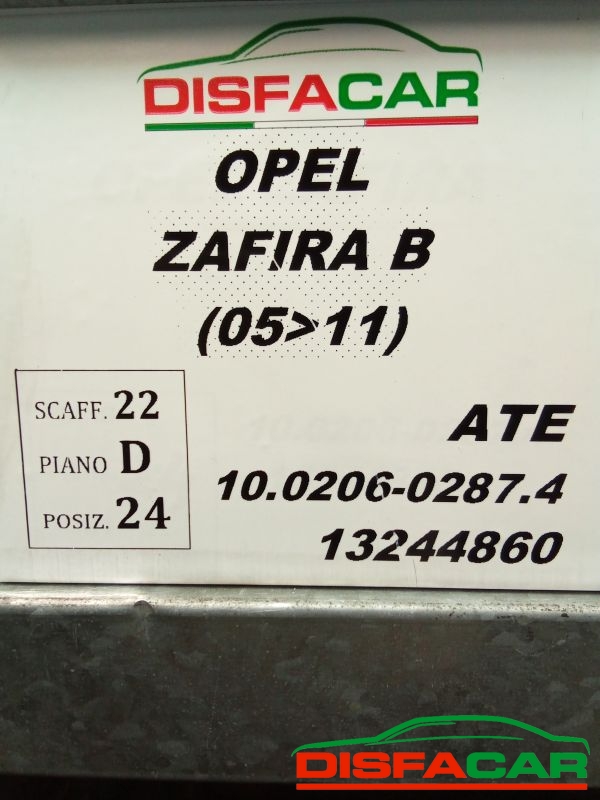 DISFACAR
OPEL
ZAFIRA B
(05>11)
SCAFF. 22
PIANO D
POSIZ. 24
ATE
10.0206-0287.4
13244860
DISFACAR